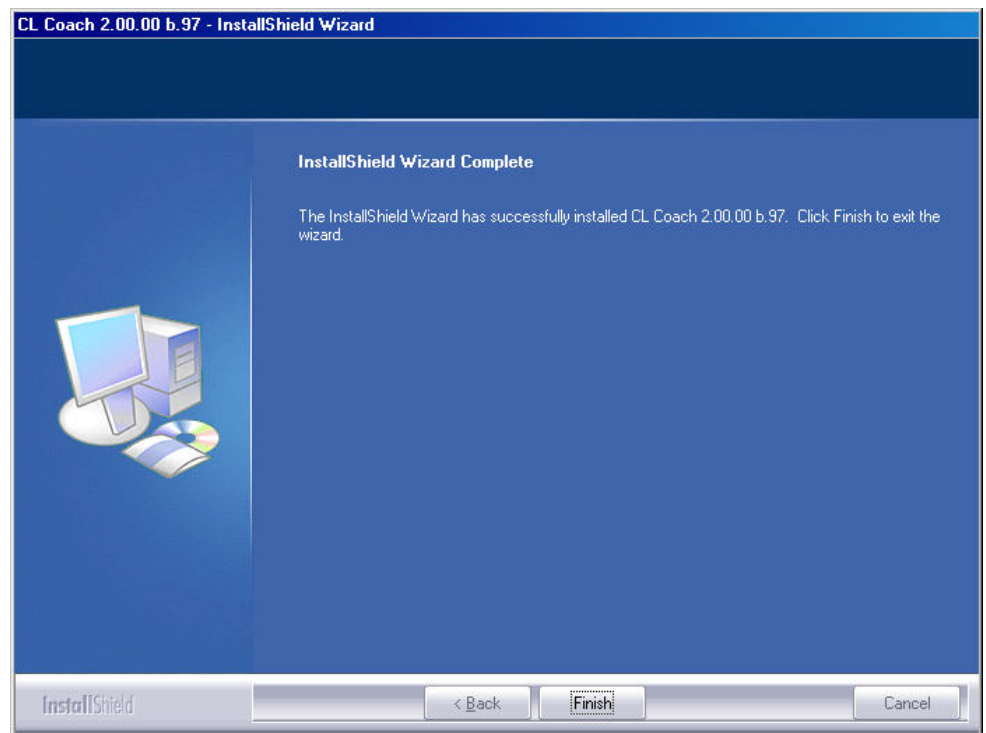 CL Coach 2.00.00 b.97 - InstallShield Wizard
InstallShield Wizard Complete
The InstallShield Wizard has successfully installed CL Coach 2.00.00 b.97.  Click Finish to exit the
wizard.
InstallShield
< Back
Finish
Cancel